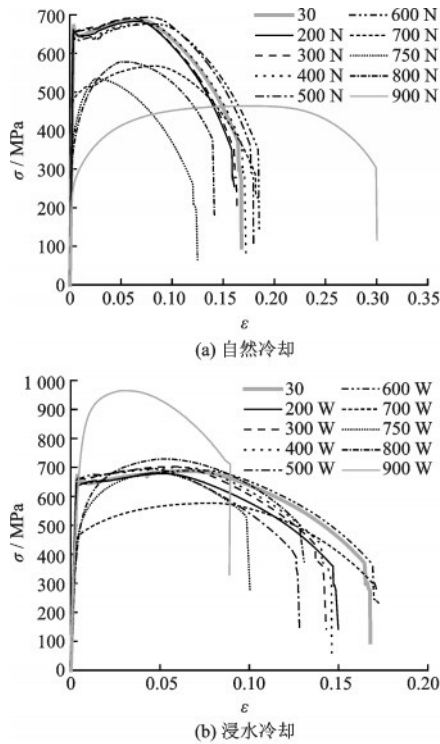 700
600
500
400
300
200
100
0
σ / MPa
30
200 N
300 N
400 N
500 N
600 N
700 N
750 N
800 N
900 N
0
0.05
0.10
0.15
0.20
0.25
0.30
0.35
ε
(a) 自然冷却
1 000
900
800
700
600
500
400
300
200
100
0
σ / MPa
30
200 W
300 W
400 W
500 W
600 W
700 W
750 W
800 W
900 W
0
0.05
0.10
0.15
0.20
ε
(b) 浸水冷却